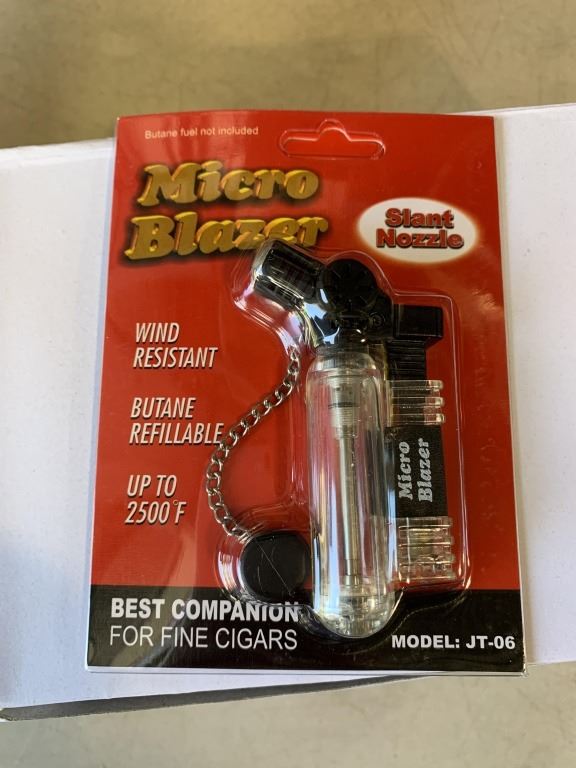 Butane fuel not included
Micro
Blazer
Slant
Nozzle
WIND
RESISTANT
BUTANE
REFILLABLE
UP TO
2500°F
Micro
Blazer
BEST COMPANION
FOR FINE CIGARS
MODEL: JT-06